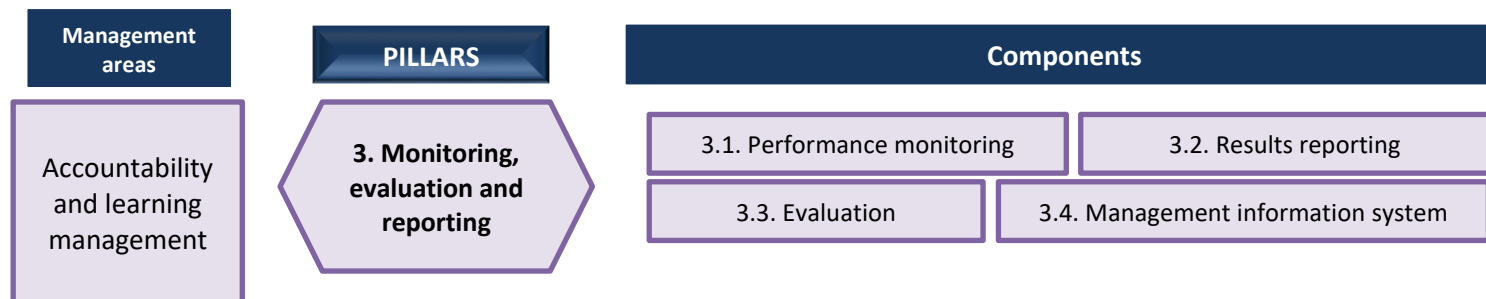 Management
areas
PILLARS
Components
Accountability
and learning
management
3. Monitoring,
evaluation and
reporting
3.1. Performance monitoring
3.2. Results reporting
3.3. Evaluation
3.4. Management information system